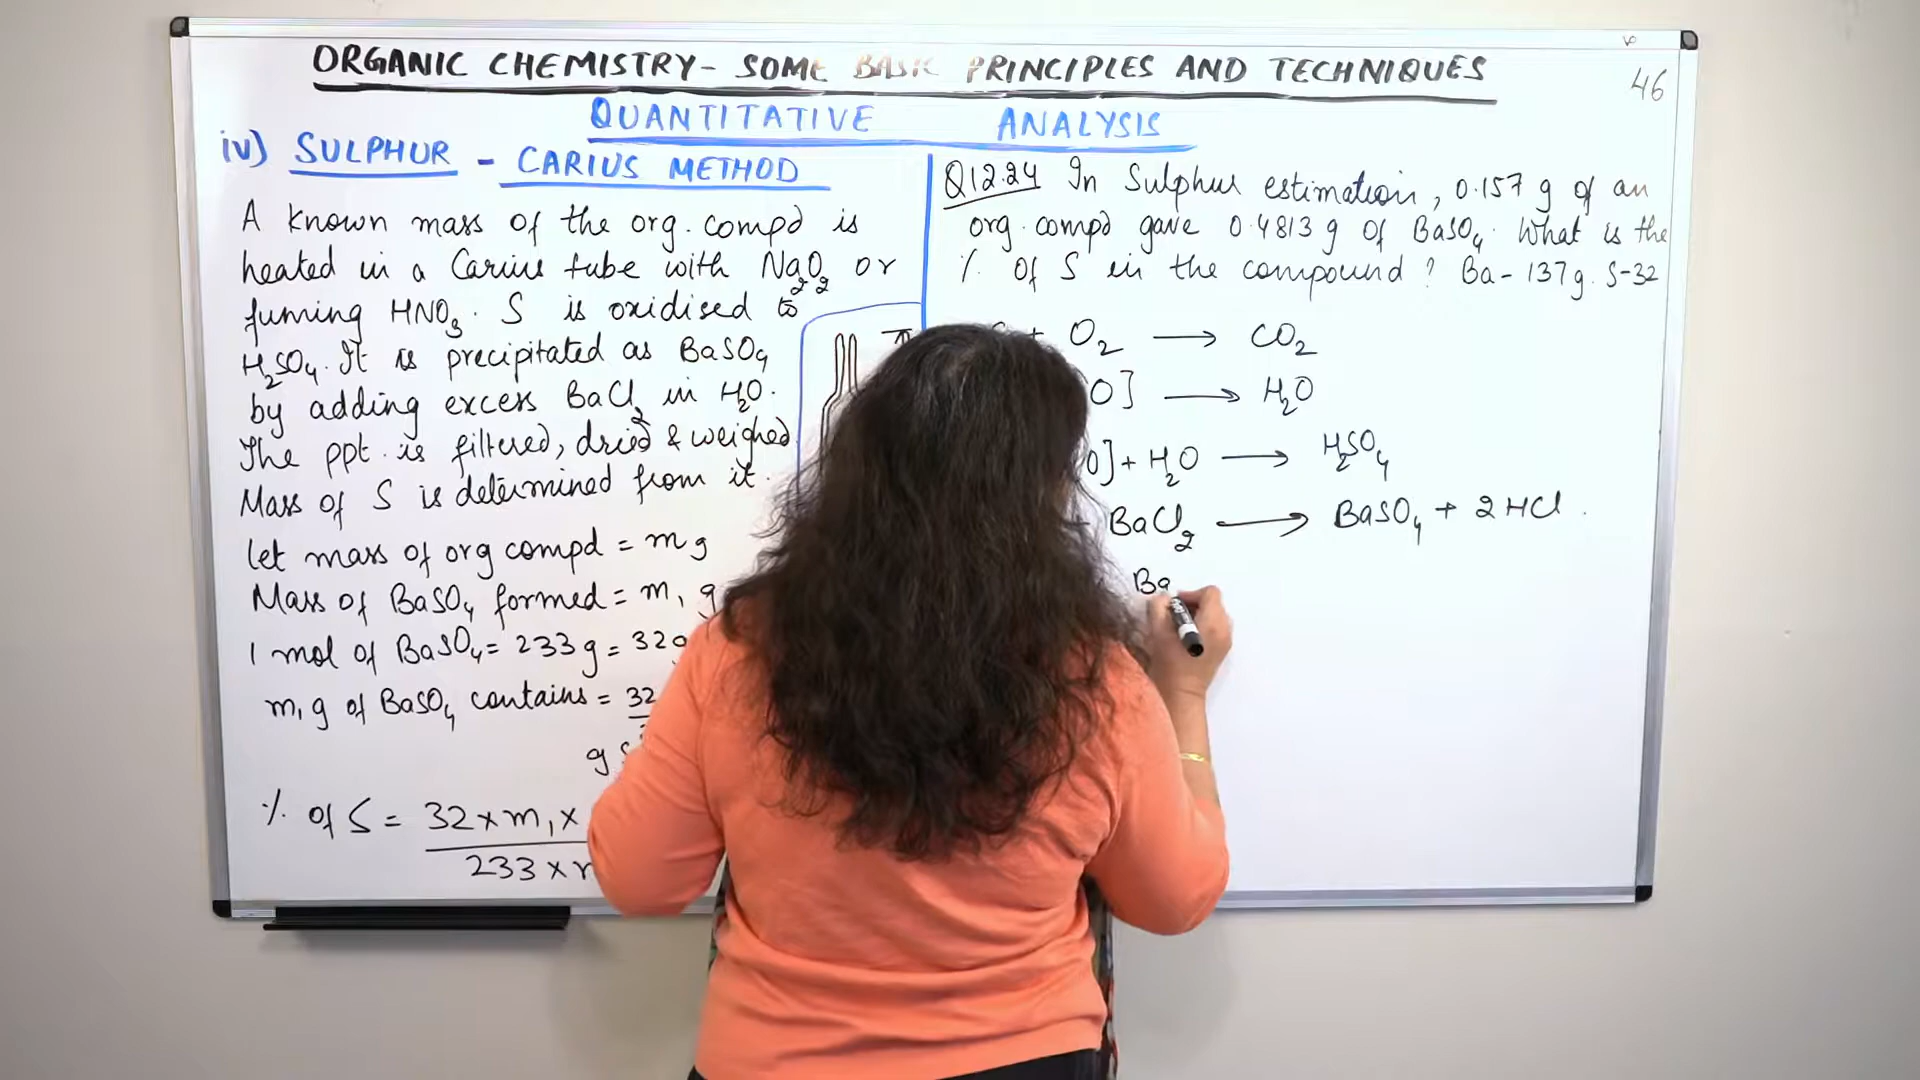 ORGANIC CHEMISTRY- SOME BASIC PRINCIPLES AND TECHNIQUES
46
QUANTITATIVE ANALYSIS
iv) SULPHUR - CARIUS METHOD
A known mass of the org. compd is
heated in a Carius tube with Na₂O₂ or
fuming HNO₃. S is oxidised to
H₂SO₄. It is precipitated as BaSO₄
by adding excess BaCl₂ in H₂O.
The ppt. is filtered, dried & weighed
Mass of S is determined from it.
let mass of org compd = m g
Mass of BaSO₄ formed = m₁ g
1 mol of BaSO₄ = 233g = 32g
m₁ g of BaSO₄ contains = 32
g S
% of S = 32 × m₁ ×
233 ×
Q12.24 In Sulphur estimation, 0.157 g of an
org. compd gave 0.4813 g of BaSO₄. What is the
% of S in the compound? Ba - 137g. S-32
+ O₂ ⟶ CO₂
O] ⟶ H₂O
O] + H₂O ⟶ H₂SO₄
BaCl₂ ⟶ BaSO₄ + 2HCl.
Ba